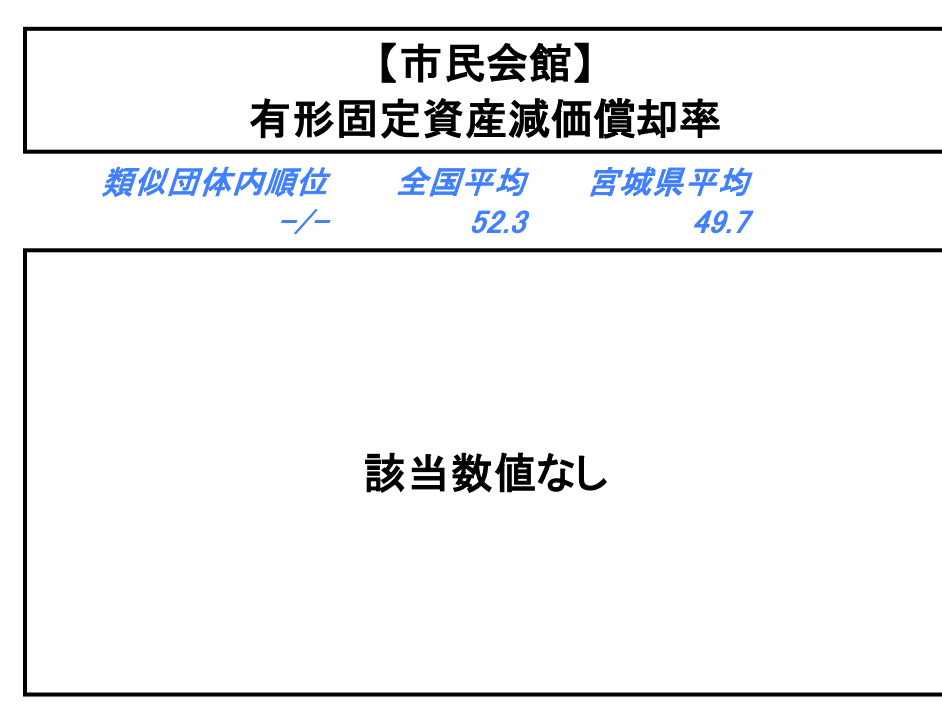 【市民会館】
有形固定資産減価償却率
類似団体内順位 全国平均 宮城県平均
-/- 52.3 49.7
該当数値なし